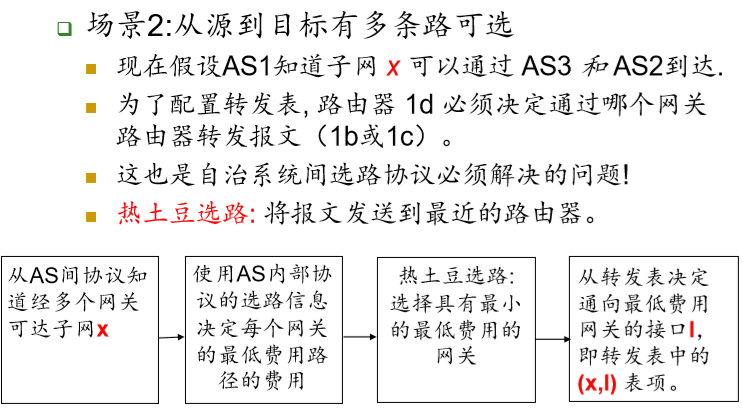 场景2:从源到目标有多条路可选
现在假设AS1知道子网 x 可以通过 AS3 和 AS2到达.
为了配置转发表, 路由器 1d 必须决定通过哪个网关
路由器转发报文（1b或1c）。
这也是自治系统间选路协议必须解决的问题!
热土豆选路: 将报文发送到最近的路由器。
从AS间协议知
道经多个网关
可达子网x
使用AS内部协
议的选路信息
决定每个网关
的最低费用路
径的费用
热土豆选路:
选择具有最小
的最低费用的
网关
从转发表决定
通向最低费用
网关的接口I,
即转发表中的
(x,I) 表项。